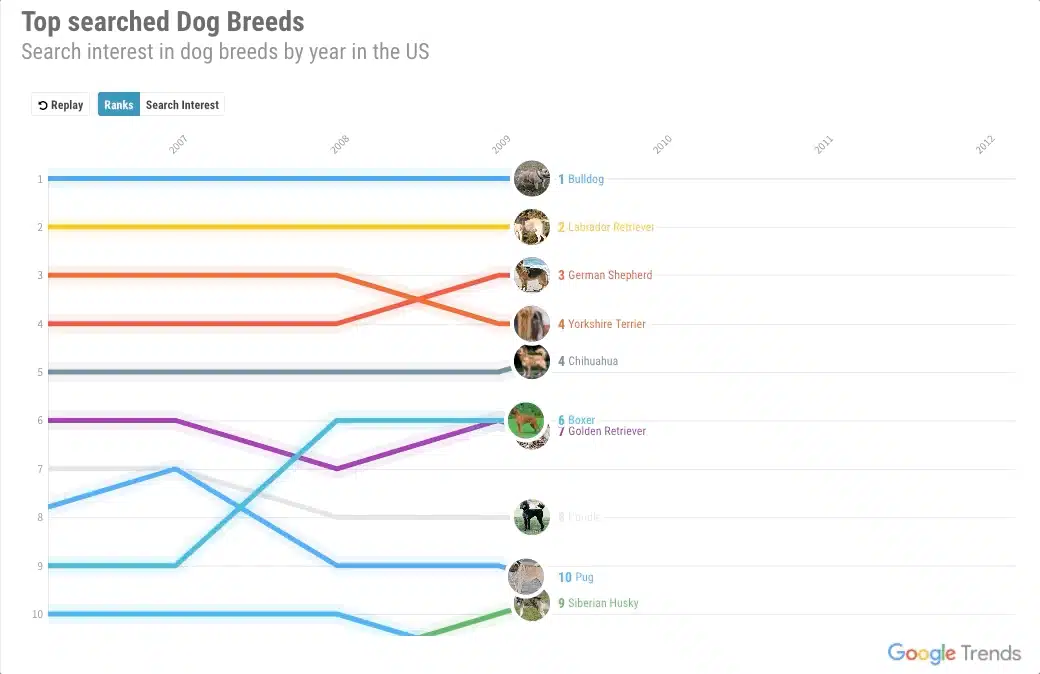 Top searched Dog Breeds
Search interest in dog breeds by year in the US
Replay Ranks Search Interest
2007 2008 2009 2010 2011 2012
1 1 Bulldog
2 2 Labrador Retriever
3 3 German Shepherd
4 4 Yorkshire Terrier
4 Chihuahua
5
6 6 Boxer
7 Golden Retriever
7
8 8 Poodle
9
10 Pug
9 Siberian Husky
10
Google Trends